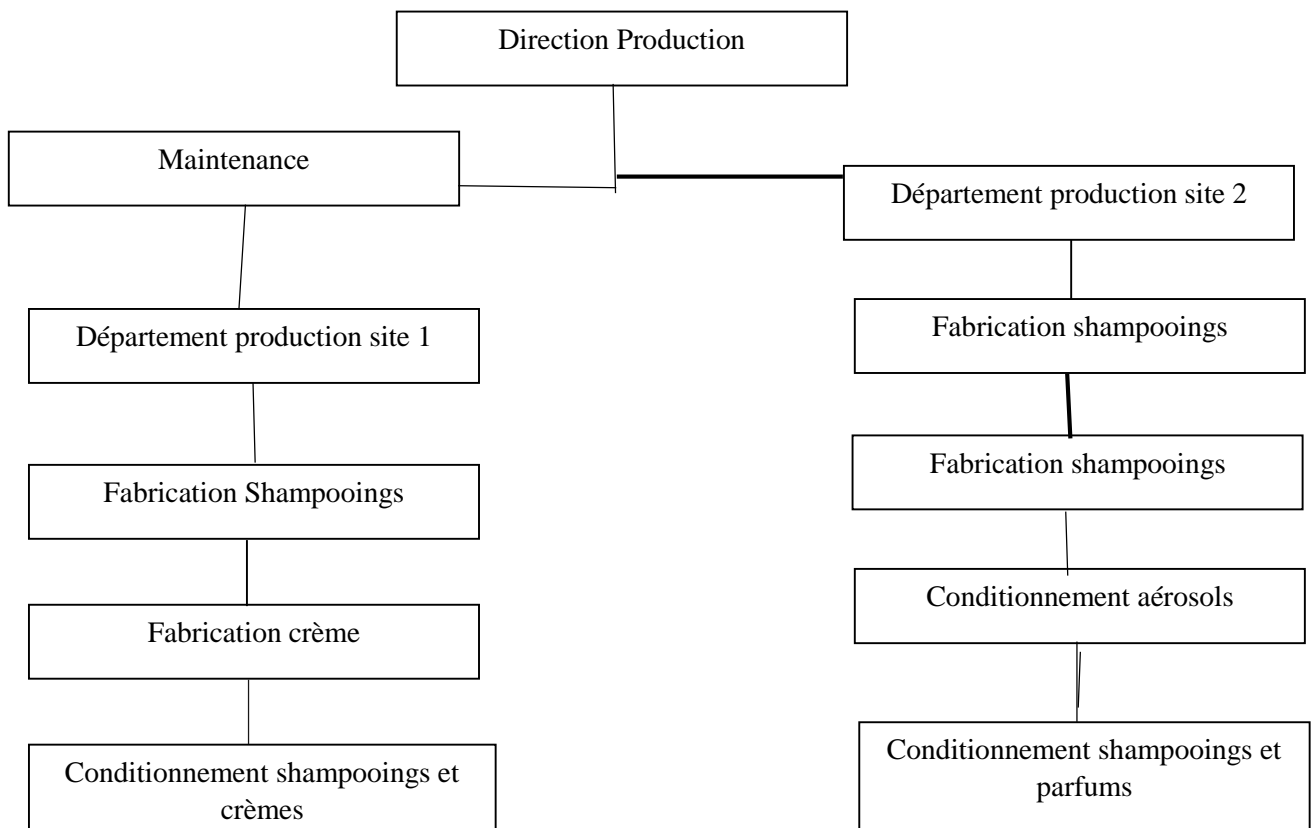 Direction Production
Maintenance
Département production site 2
Département production site 1
Fabrication shampooings
Fabrication shampooings
Fabrication Shampooings
Conditionnement aérosols
Fabrication crème
Conditionnement shampooings et
parfums
Conditionnement shampooings et
crèmes